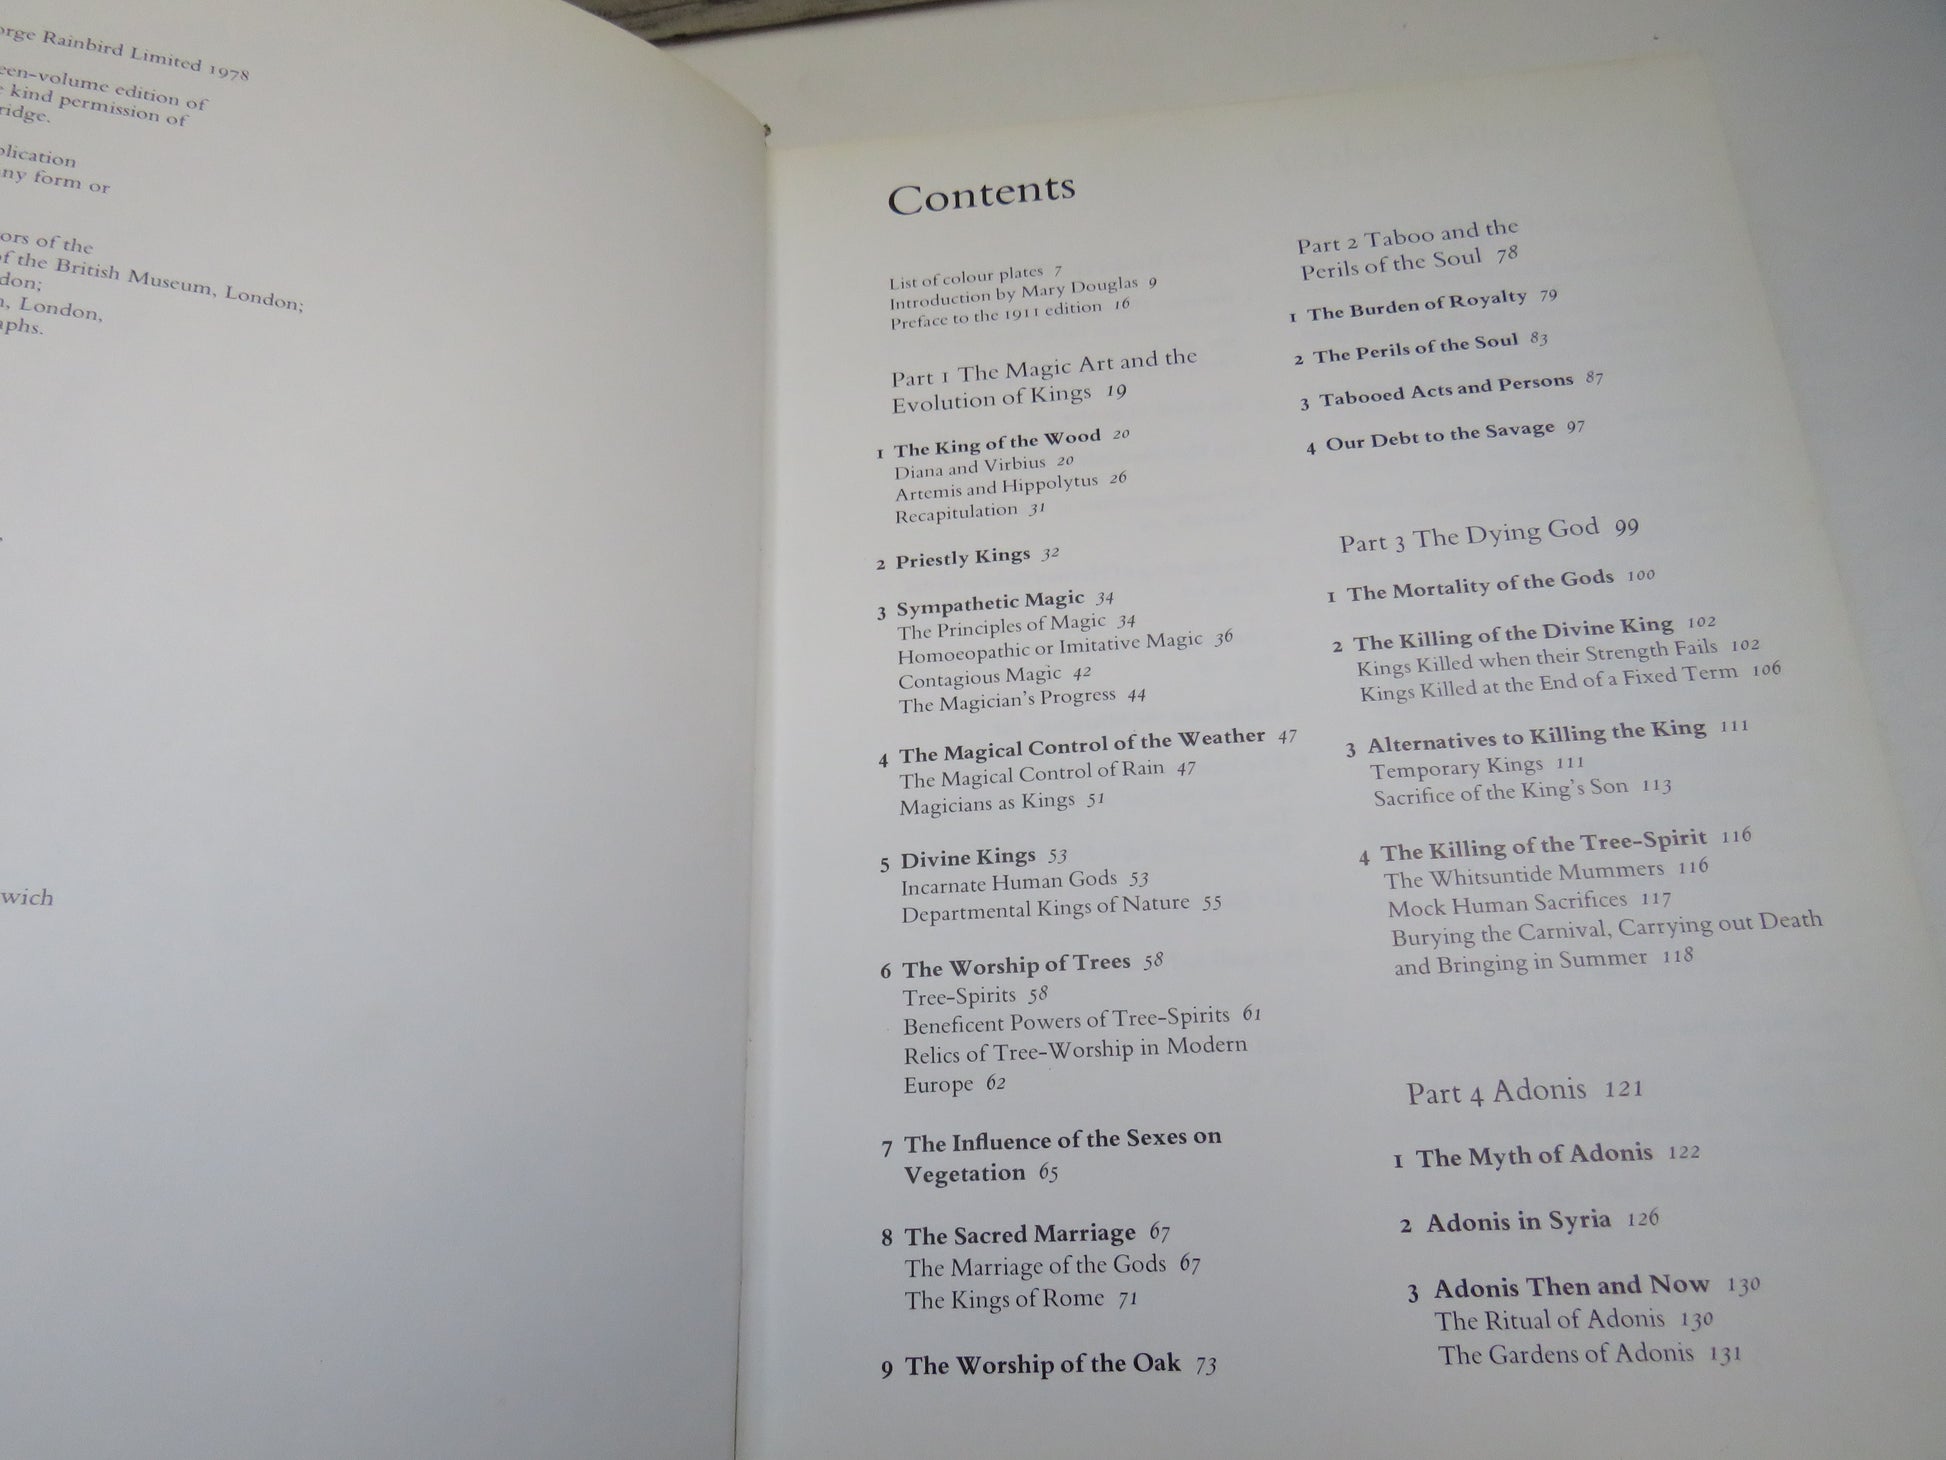 Rainbird Limited 1978
volume edition of
kind permission of
any form or
of the
of the British Museum, London;
London,
Contents
List of colour plates 7
Introduction by Mary Douglas 9
Preface to the 1911 edition 16
Part 1 The Magic Art and the
Evolution of Kings 19
1 The King of the Wood 20
Diana and Virbius 20
Artemis and Hippolytus 26
Recapitulation 31
2 Priestly Kings 32
3 Sympathetic Magic 34
The Principles of Magic 34
Homoeopathic or Imitative Magic 36
Contagious Magic 42
The Magician's Progress 44
4 The Magical Control of the Weather 47
The Magical Control of Rain 47
Magicians as Kings 51
5 Divine Kings 53
Incarnate Human Gods 53
Departmental Kings of Nature 55
6 The Worship of Trees 58
Tree-Spirits 58
Beneficent Powers of Tree-Spirits 61
Relics of Tree-Worship in Modern
Europe 62
7 The Influence of the Sexes on
Vegetation 65
8 The Sacred Marriage 67
The Marriage of the Gods 67
The Kings of Rome 71
9 The Worship of the Oak 73
Part 2 Taboo and the
Perils of the Soul 78
1 The Burden of Royalty 79
2 The Perils of the Soul 83
3 Tabooed Acts and Persons 87
4 Our Debt to the Savage 97
Part 3 The Dying God 99
1 The Mortality of the Gods 100
2 The Killing of the Divine King 102
Kings Killed when their Strength Fails 102
Kings Killed at the End of a Fixed Term 106
3 Alternatives to Killing the King 111
Temporary Kings 111
Sacrifice of the King's Son 113
4 The Killing of the Tree-Spirit 116
The Whitsuntide Mummers 116
Mock Human Sacrifices 117
Burying the Carnival, Carrying out Death
and Bringing in Summer 118
Part 4 Adonis 121
1 The Myth of Adonis 122
2 Adonis in Syria 126
3 Adonis Then and Now 130
The Ritual of Adonis 130
The Gardens of Adonis 131